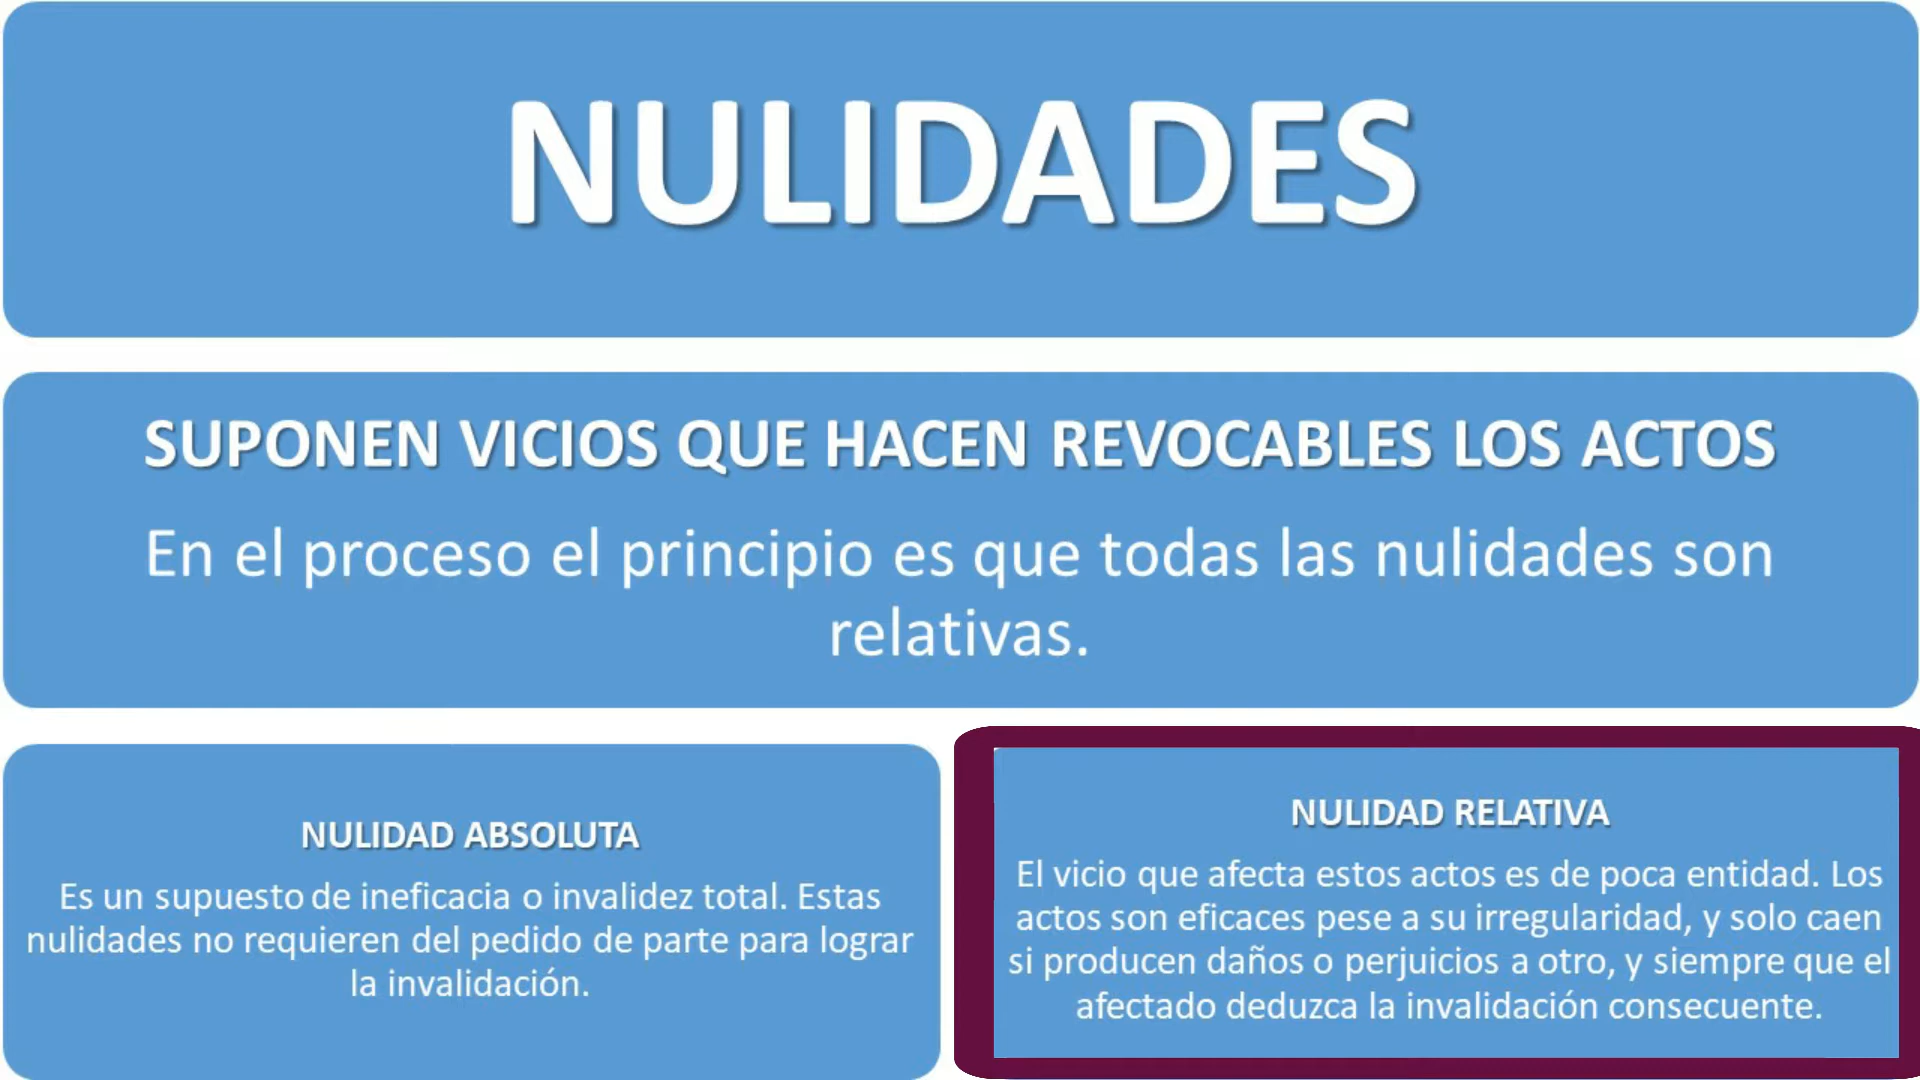 NULIDADES
SUPONEN VICIOS QUE HACEN REVOCABLES LOS ACTOS
En el proceso el principio es que todas las nulidades son
relativas.
NULIDAD ABSOLUTA
Es un supuesto de ineficacia o invalidez total. Estas
nulidades no requieren del pedido de parte para lograr
la invalidación.
NULIDAD RELATIVA
El vicio que afecta estos actos es de poca entidad. Los
actos son eficaces pese a su irregularidad, y solo caen
si producen daños o perjuicios a otro, y siempre que el
afectado deduzca la invalidación consecuente.